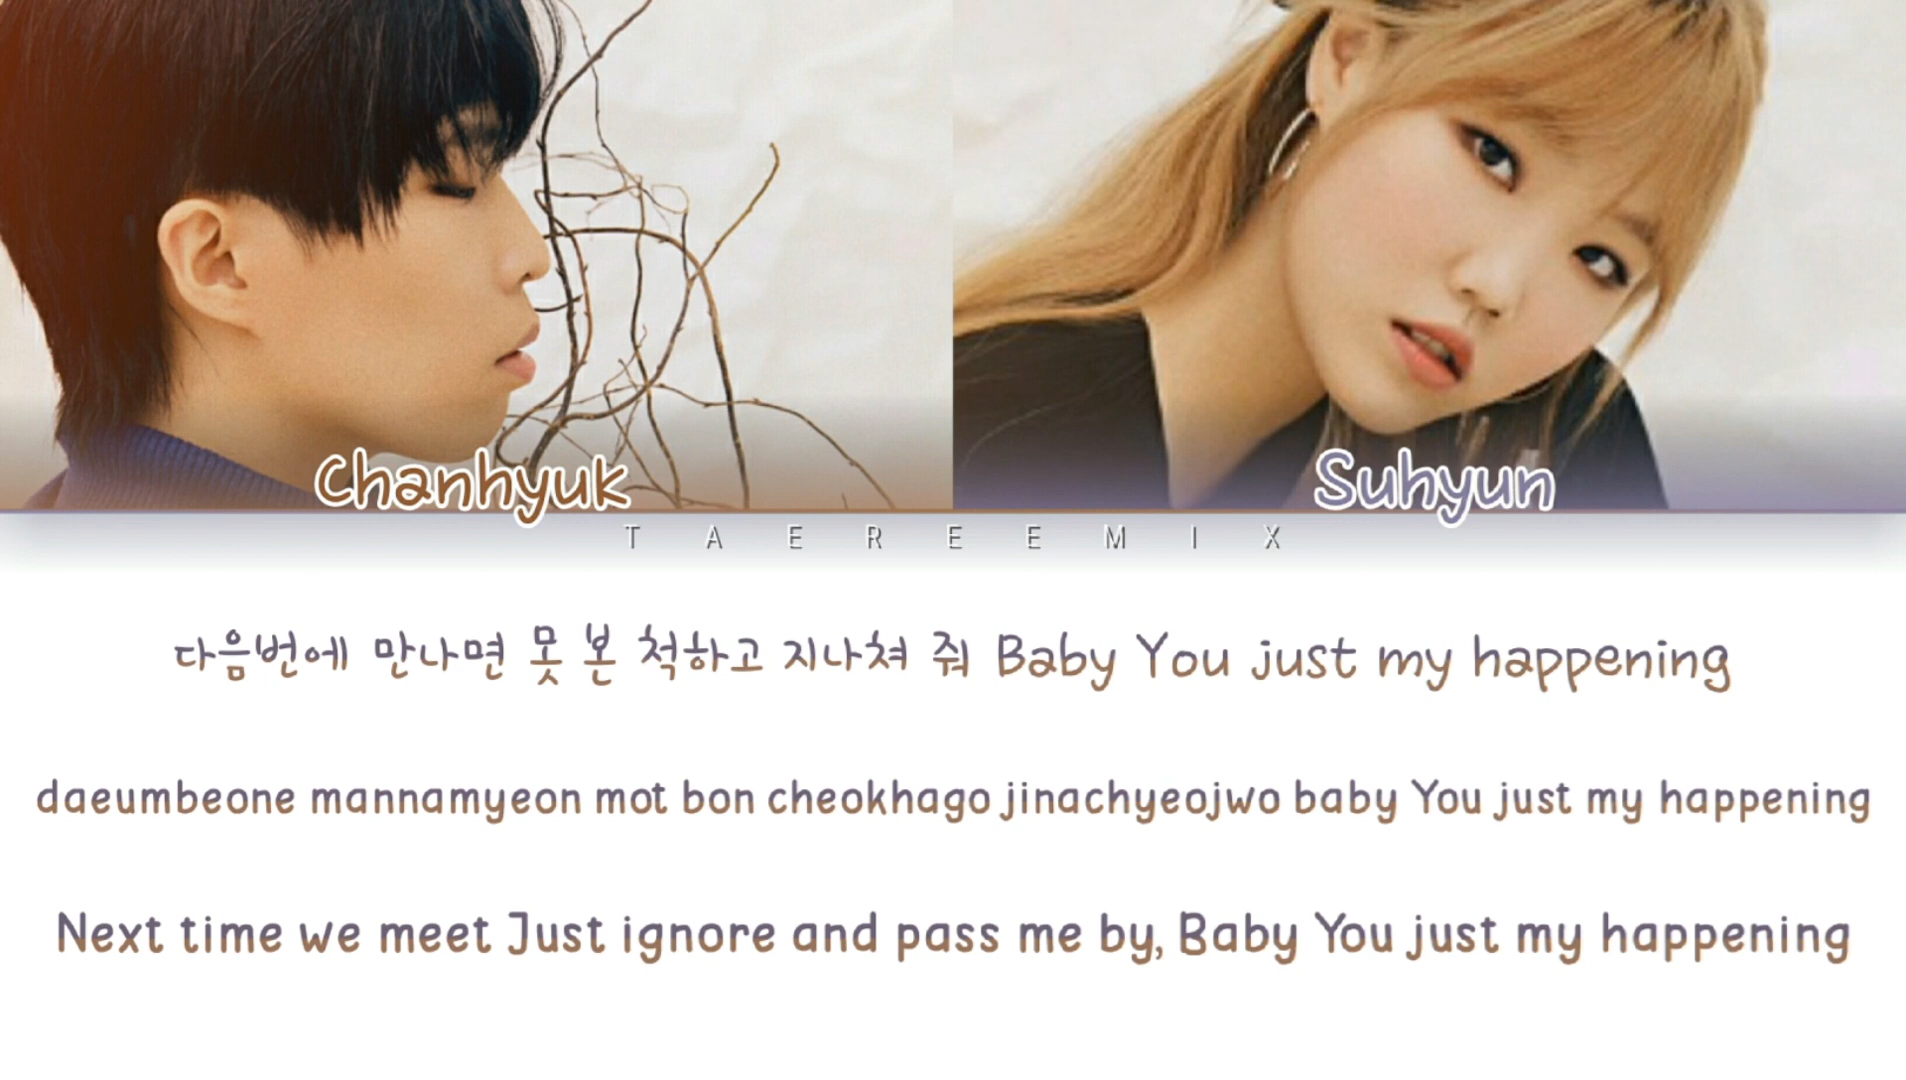 Chanhyuk
Suhyun
TAEREEMIX
다음번에 만나면 못 본 척하고 지나쳐 줘 Baby You just my happening
daeumbeone mannamyeon mot bon cheokhago jinachyeojwo baby You just my happening
Next time we meet Just ignore and pass me by, Baby You just my happening